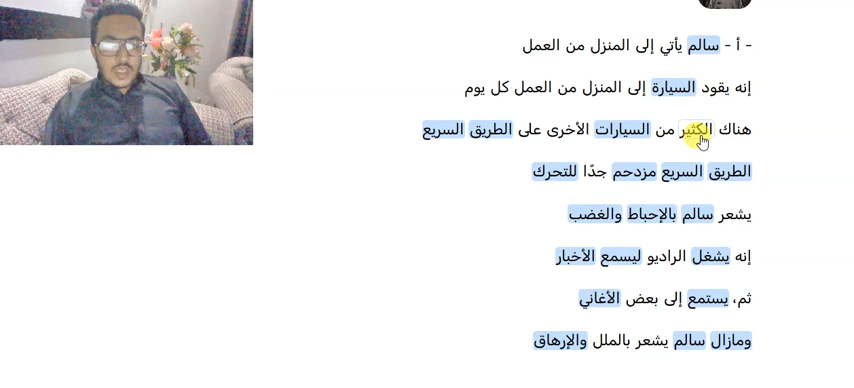 - أ - سالم يأتي إلى المنزل من العمل
إنه يقود السيارة إلى المنزل من العمل كل يوم
هناك الكثير من السيارات الأخرى على الطريق السريع
الطريق السريع مزدحم جدًا للتحرك
يشعر سالم بالإحباط والغضب
إنه يشغل الراديو ليسمع الأخبار
ثم، يستمع إلى بعض الأغاني
ومازال سالم يشعر بالملل والإرهاق